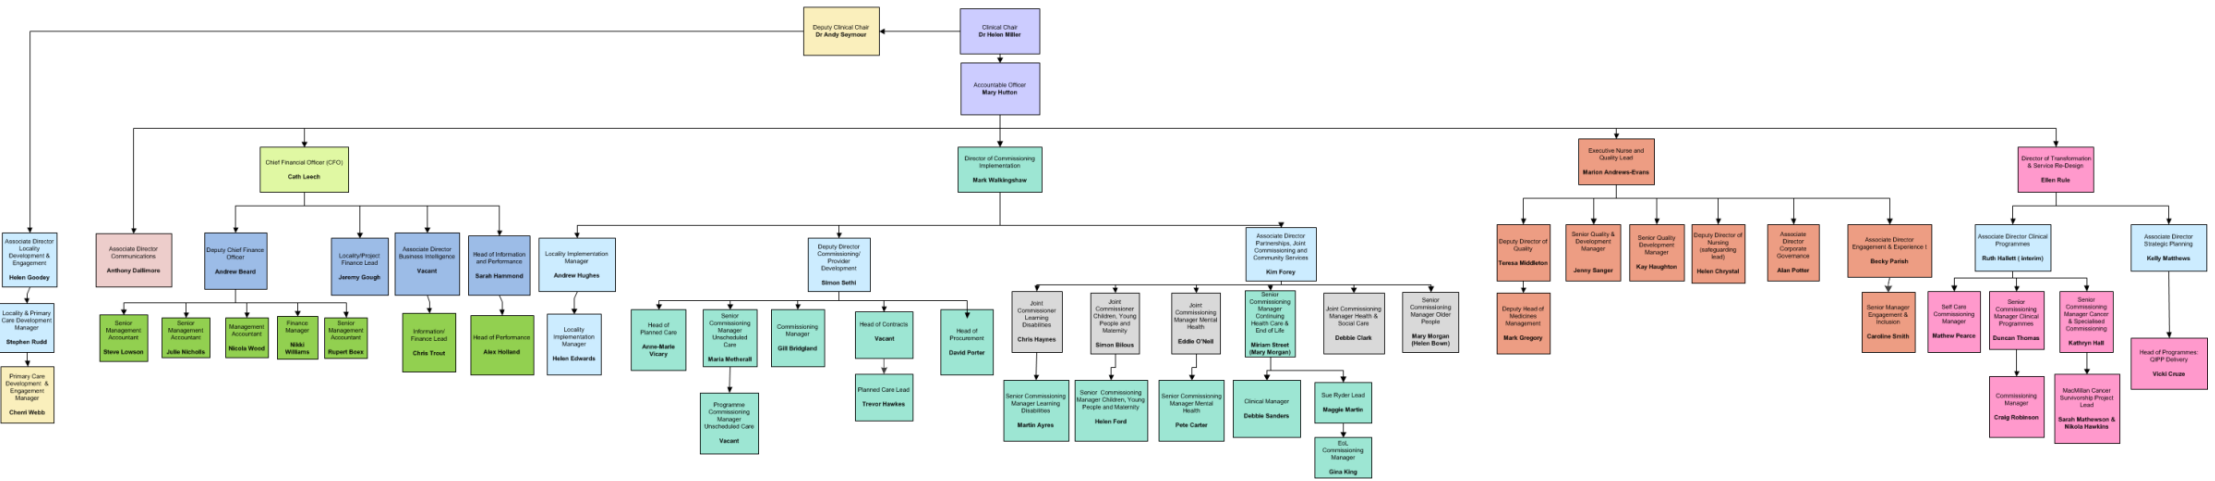 Deputy Clinical Chair
Dr Andy Seymour
Clinical Chair
Dr Helen Miller
Accountable Officer
Mary Hutton
Chief Financial Officer (CFO)
Cath Leech
Director of Commissioning
Implementation
Mark Walkingshaw
Executive Nurse and
Quality Lead
Marion Andrews-Evans
Director of Transformation
& Service Re-Design
Ellen Rule
Associate Director
Locality
Development &
Engagement
Helen Goodey
Associate Director
Communications
Anthony Dallimore
Deputy Chief Finance
Officer
Andrew Beard
Locality/Project
Finance Lead
Jeremy Gough
Associate Director
Business Intelligence
Vacant
Head of Information
and Performance
Sarah Hammond
Locality Implementation
Manager
Andrew Hughes
Deputy Director
Commissioning/
Provider
Development
Simon Bethi
Associate Director
Partnerships, Joint
Commissioning and
Community Services
Kim Forey
Deputy Director of
Quality
Teresa Middleton
Senior Quality &
Development
Manager
Jenny Sanger
Senior Quality
Development
Manager
Kay Haughton
Deputy Director of
Nursing
(safeguarding
lead)
Helen Chrystal
Associate
Director
Corporate
Governance
Alan Potter
Associate Director
Engagement & Experience t
Becky Parish
Associate Director Clinical
Programmes
Ruth Hallett ( interim)
Associate Director
Strategic Planning
Kelly Matthews
Locality & Primary
Care Development
Manager
Stephen Rudd
Senior
Management
Accountant
Steve Lowson
Senior
Management
Accountant
Julie Nicholls
Management
Accountant
Nicola Wood
Finance
Manager
Nikki
Williams
Senior
Management
Accountant
Rupert Boex
Information/
Finance Lead
Chris Trout
Head of Performance
Alex Holland
Locality
Implementation
Manager
Helen Edwards
Head of
Planned Care
Anne-Marie
Vicary
Senior
Commissioning
Manager
Unscheduled
Care
Maria Metherall
Commissioning
Manager
Gill Bridgland
Head of Contracts
Vacant
Head of
Procurement
David Porter
Joint
Commissioner
Learning
Disabilities
Chris Haynes
Joint
Commissioner
Children, Young
People and
Maternity
Simon Bilous
Joint
Commissioning
Manager Mental
Health
Eddie O'Neil
Senior
Commissioning
Manager
Continuing
Health Care &
End of Life
Miriam Street
(Mary Morgan)
Joint Commissioning
Manager Health &
Social Care
Debbie Clark
Senior
Commissioning
Manager Older
People
Mary Morgan
(Helen Bown)
Deputy Head of
Medicines
Management
Mark Gregory
Senior Manager
Engagement &
Inclusion
Caroline Smith
Self Care
Commissioning
Manager
Mathew Pearce
Senior
Commissioning
Manager Clinical
Programmes
Duncan Thomas
Senior
Commissioning
Manager Cancer
& Specialised
Commissioning
Kathryn Hall
Head of Programmes:
QIPP Delivery
Vicki Cruze
Primary Care
Development &
Engagement
Manager
Cherri Webb
Programme
Commissioning
Manager
Unscheduled Care
Vacant
Planned Care Lead
Trevor Hawkes
Senior Commissioning
Manager Learning
Disabilities
Martin Ayres
Senior Commissioning
Manager Children, Young
People and Maternity
Helen Ford
Senior Commissioning
Manager Mental
Health
Pete Carter
Clinical Manager
Debbie Sanders
Sue Ryder Lead
Maggie Martin
Commissioning
Manager
Craig Robinson
MacMillan Cancer
Survivorship Project
Lead
Sarah Mathewson &
Nikola Hawkins
EoL
Commissioning
Manager
Gina King